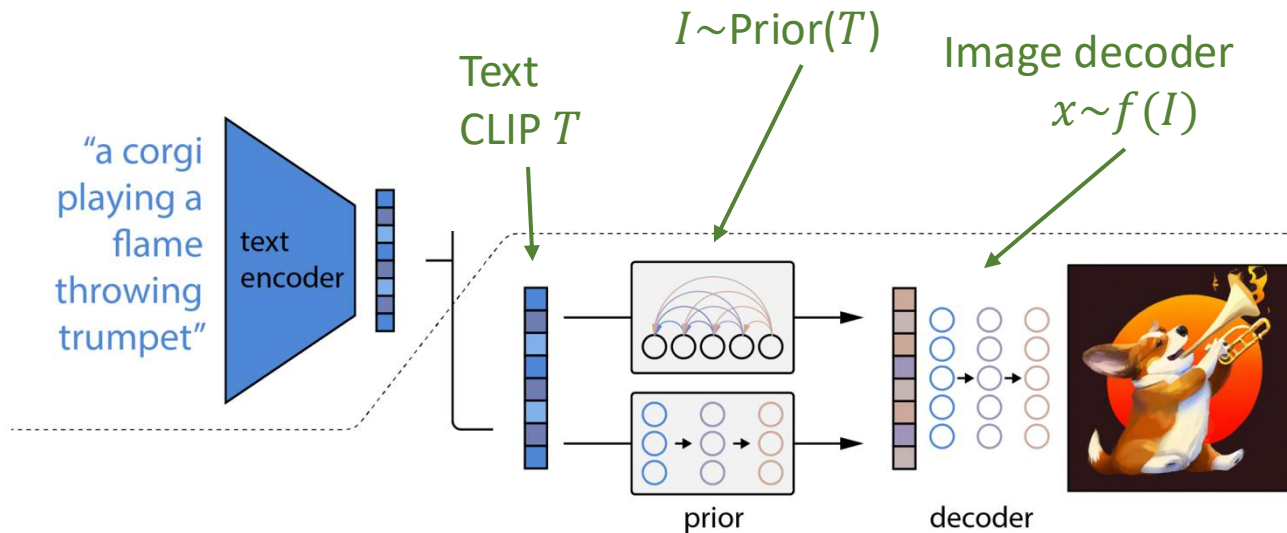 I~Prior(T)
Text
CLIP T
Image decoder
x~f(I)
"a corgi
playing a
flame
throwing
trumpet"
text
encoder
prior
decoder